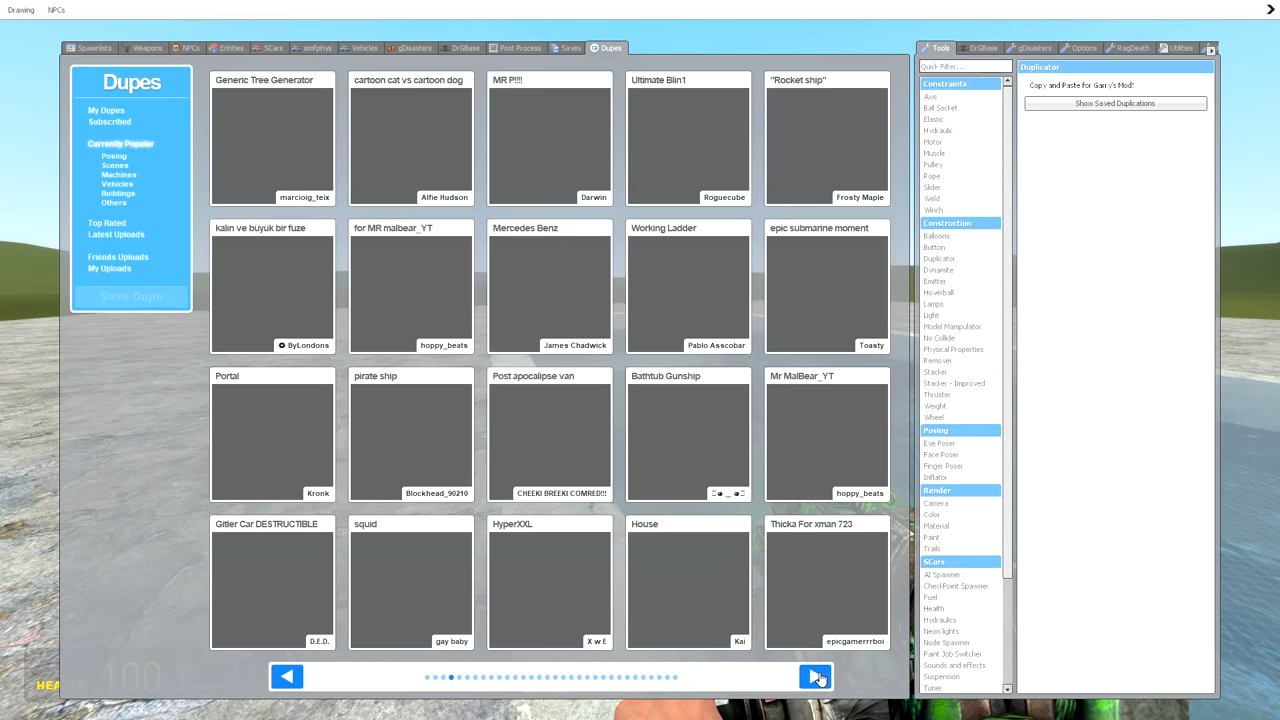 Drawing NPCs
Spawnlists Weapons NPCs Entities SCars simfphys Vehicles gDisasters DrGBase Post Process Saves Dupes
Dupes
My Dupes
Subscribed
Currently Popular
Posing
Scenes
Machines
Vehicles
Buildings
Others
Top Rated
Latest Uploads
Friends Uploads
My Uploads
Save Dupe
Generic Tree Generator cartoon cat vs cartoon dog MR P!!!! Ultimate Blin1 "Rocket ship"
marcioig_teix Alfie Hudson Darwin Roguecube Frosty Maple
kalın ve büyük bir füze for MR malbear_YT Mercedes Benz Working Ladder epic submarine moment
ByLondons hoppy_beats James Chadwick Pablo Asscobar Toasty
Portal pirate ship Post apocalipse van Bathtub Gunship Mr MalBear_YT
Kronk Blockhead_90210 CHEEKI BREEKI COMRED!!! hoppy_beats
Gitler Car DESTRUCTIBLE squid HyperXXL House Thicka For xman 723
D.E.D. gay baby X w E Kai epicgamerrrboi
100
Tools DrGBase gDisasters Options RagDeath Utilities
Quick Filter...
Constraints
Axis
Ball Socket
Elastic
Hydraulic
Motor
Muscle
Pulley
Rope
Slider
Weld
Winch
Construction
Balloons
Button
Duplicator
Dynamite
Emitter
Hoverball
Lamps
Light
Model Manipulator
No Collide
Physical Properties
Remover
Stacker
Stacker - Improved
Thruster
Weight
Wheel
Posing
Eye Poser
Face Poser
Finger Poser
Inflator
Render
Camera
Color
Material
Paint
Trails
SCars
AI Spawner
CheckPoint Spawner
Fuel
Health
Hydraulics
Neon lights
Node Spawner
Paint Job Switcher
Sounds and effects
Suspension
Tuner
Duplicator
Copy and Paste for Garry's Mod!
Show Saved Duplications